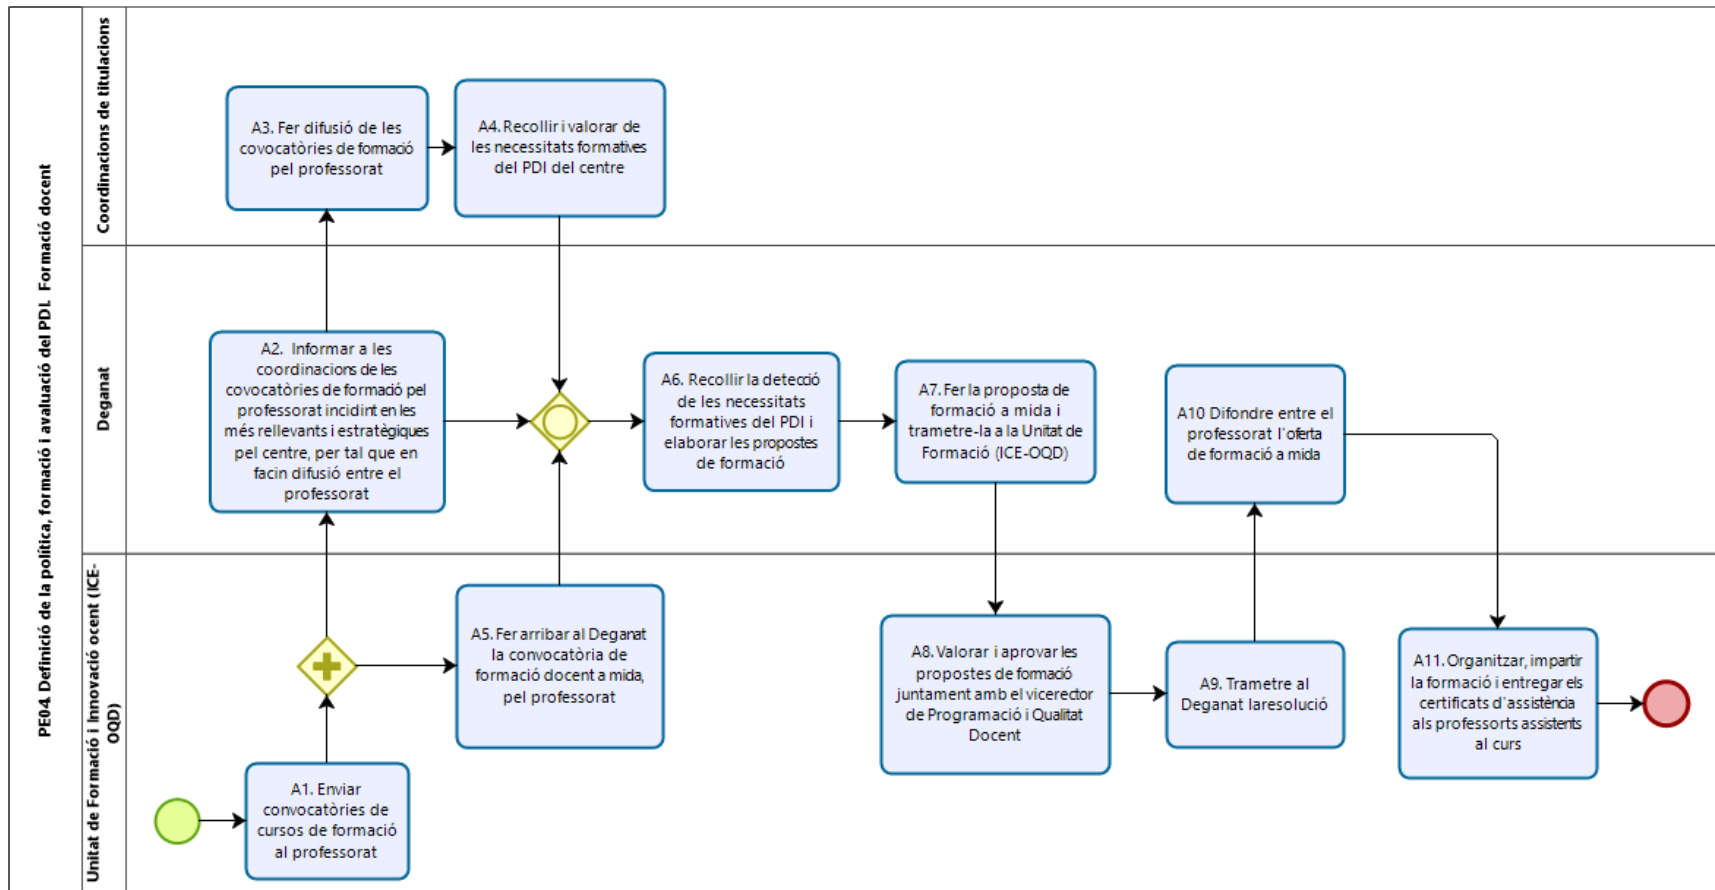 PE04. Definició de la política, formació i avaluació del PDI. Formació docent
Coordinacions de titulacions
A3. Fer difusió de les
covocatòries de formació
pel professorat
A4. Recollir i valorar de
les necessitats formatives
del PDI del centre
Deganat
A2. Informar a les
coordinacions de les
covocatòries de formació pel
professorat incidint en les
més rellevants i estratègiques
pel centre, per tal que en
facin difusió entre el
professorat
A6. Recollir la detecció
de les necessitats
formatives del PDI i
elaborar les propostes
de formació
A7. Fer la proposta de
formació a mida i
trametre-la a la Unitat de
Formació (ICE-OQD)
A10 Difondre entre el
professorat l'oferta
de formació a mida
Unitat de Formació i Innovació ocent (ICE-
OQD)
A1. Enviar
convocatòries de
cursos de formació
al professorat
A5. Fer arribar al Deganat
la convocatòria de
formació docent a mida,
pel professorat
A8. Valorar i aprovar les
propostes de formació
juntament amb el vicerector
de Programació i Qualitat
Docent
A9. Trametre al
Deganat laresolució
A11. Organitzar, impartir
la formació i entregar els
certificats d'assistència
als professorts assistents
al curs